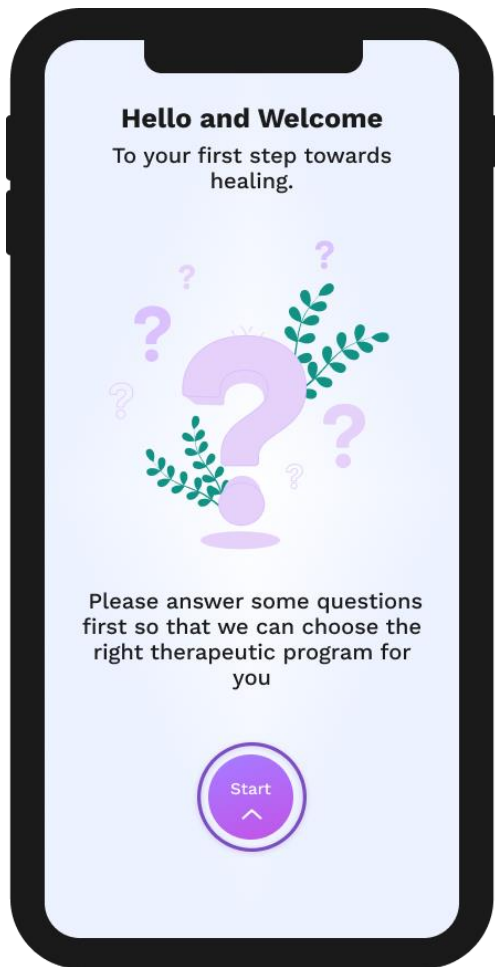 Hello and Welcome
To your first step towards
healing.
Please answer some questions
first so that we can choose the
right therapeutic program for
you
Start